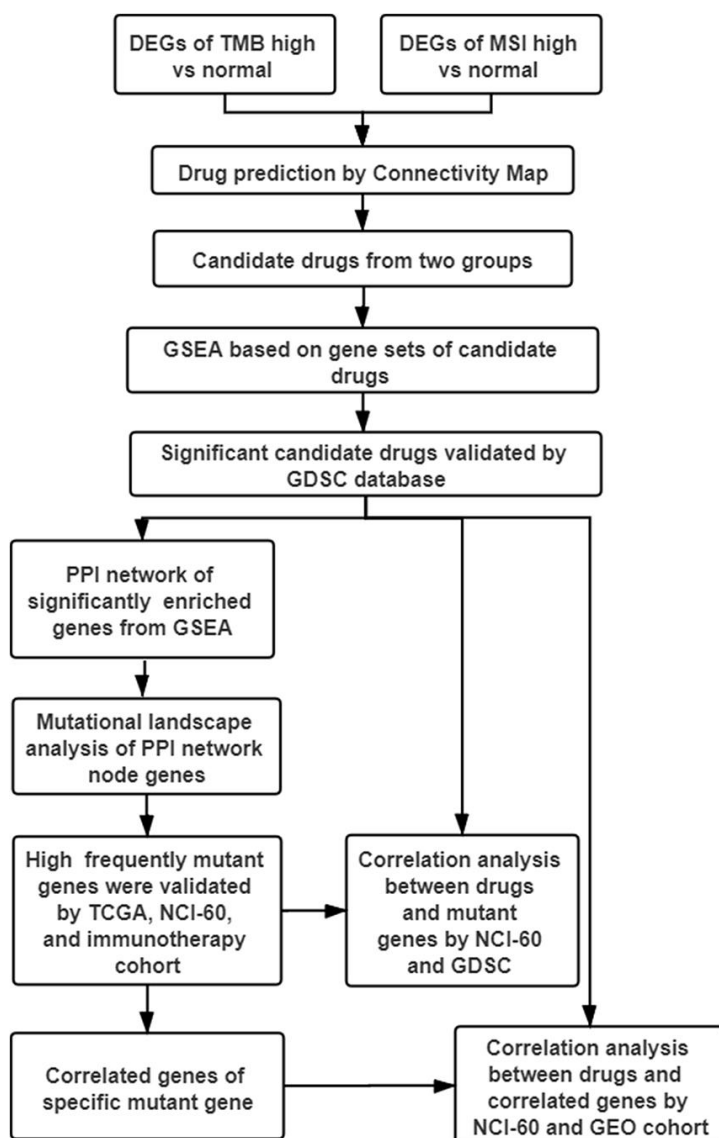 DEGs of TMB high
vs normal
DEGs of MSI high
vs normal
Drug prediction by Connectivity Map
Candidate drugs from two groups
GSEA based on gene sets of candidate
drugs
Significant candidate drugs validated by
GDSC database
PPI network of
significantly enriched
genes from GSEA
Mutational landscape
analysis of PPI network
node genes
High frequently mutant
genes were validated
by TCGA, NCI-60,
and immunotherapy
cohort
Correlation analysis
between drugs
and mutant
genes by NCI-60
and GDSC
Correlated genes of
specific mutant gene
Correlation analysis
between drugs and
correlated genes by
NCI-60 and GEO cohort